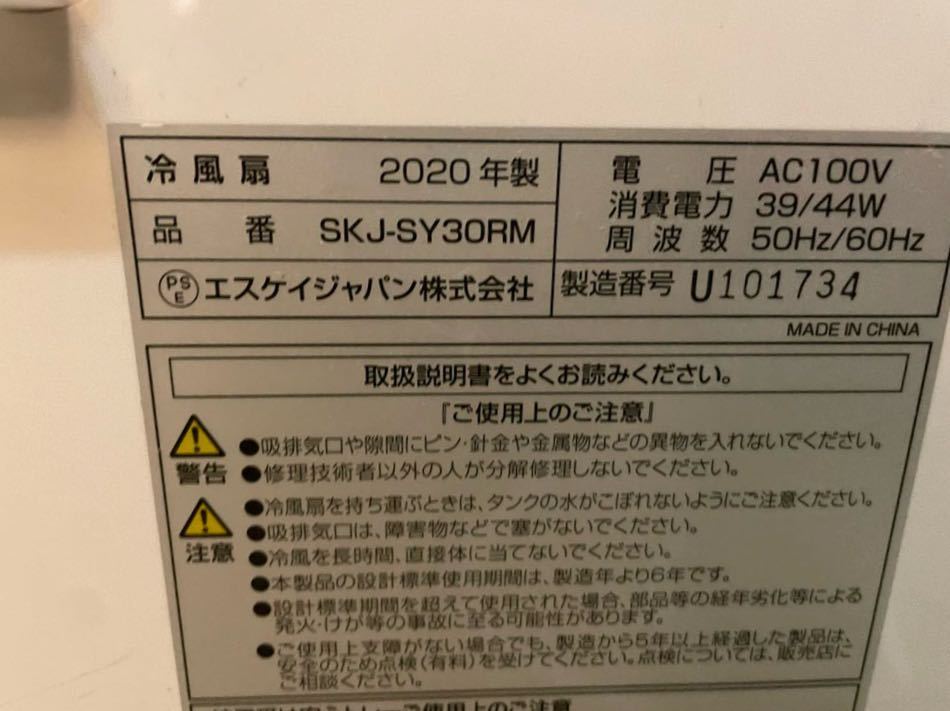 冷風扇 2020年製
品番 SKJ-SY30RM
PSE エスケイジャパン株式会社
電圧 AC100V
消費電力 39/44W
周波数 50Hz/60Hz
製造番号 U101734
MADE IN CHINA
取扱説明書をよくお読みください。
『ご使用上のご注意』
警告
●吸排気口や隙間にピン・針金や金属物などの異物を入れないでください。
●修理技術者以外の人が分解修理しないでください。
注意
●冷風扇を持ち運ぶときは、タンクの水がこぼれないようにご注意ください。
●吸排気口は、障害物などで塞がないでください。
●冷風を長時間、直接体に当てないでください。
●本製品の設計標準使用期間は、製造年より6年です。
●設計標準期間を超えて使用された場合、部品等の経年劣化等による
発火・けが等の事故に至る可能性があります。
●ご使用上支障がない場合でも、製造から5年以上経過した製品は、
安全のため点検(有料)を受けてください。点検については、販売店に
ご相談ください。